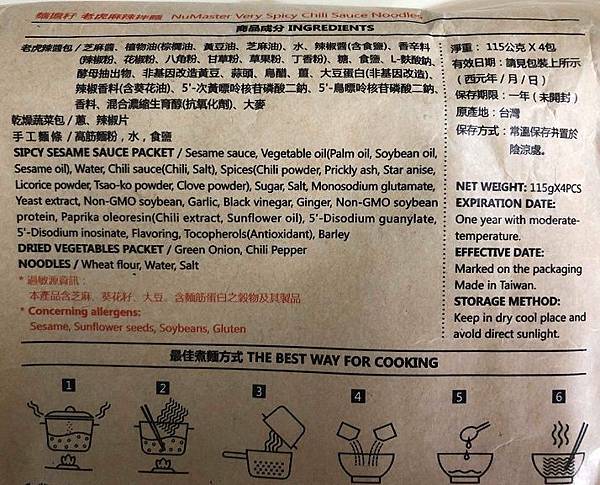 麵擔籽 老虎麻辣拌麵 NuMaster Very Spicy Chili Sauce Noodles
商品成分 INGREDIENTS
老虎辣醬包 / 芝麻醬、植物油(棕櫚油、黃豆油、芝麻油)、水、辣椒醬(含食鹽)、香辛料
(辣椒粉、花椒粉、八角粉、甘草粉、草果粉、丁香粉)、糖、食鹽、L-麩酸鈉、
酵母抽出物、非基因改造黃豆、蒜頭、烏醋、薑、大豆蛋白(非基因改造)、
辣椒香料(含葵花油)、5'-次黃嘌呤核苷磷酸二鈉、5'-鳥嘌呤核苷磷酸二鈉、
香料、混合濃縮生育醇(抗氧化劑)、大麥
乾燥蔬菜包 / 蔥、辣椒片
手工麵條 / 高筋麵粉，水，食鹽
SIPCY SESAME SAUCE PACKET / Sesame sauce, Vegetable oil(Palm oil, Soybean oil,
Sesame oil), Water, Chili sauce(Chili, Salt), Spices(Chili powder, Prickly ash, Star anise,
Licorice powder, Tsao-ko powder, Clove powder), Sugar, Salt, Monosodium glutamate,
Yeast extract, Non-GMO soybean, Garlic, Black vinegar, Ginger, Non-GMO soybean
protein, Paprika oleoresin(Chili extract, Sunflower oil), 5'-Disodium guanylate,
5'-Disodium inosinate, Flavoring, Tocopherols(Antioxidant), Barley
DRIED VEGETABLES PACKET / Green Onion, Chili Pepper
NOODLES / Wheat flour, Water, Salt
* 過敏源資訊：
本產品含芝麻、葵花籽、大豆。含麵筋蛋白之穀物及其製品
* Concerning allergens:
Sesame, Sunflower seeds, Soybeans, Gluten
淨重： 115公克 X 4包
有效日期：請見包裝上所示
(西元年 / 月 / 日)
保存期限：一年 (未開封)
原產地：台灣
保存方式：常溫保存并置於
陰涼處。
NET WEIGHT: 115gX4PCS
EXPIRATION DATE:
One year with moderate-
temperature.
EFFECTIVE DATE:
Marked on the packaging
Made in Taiwan.
STORAGE METHOD:
Keep in dry cool place and
avold direct sunlight.
最佳煮麵方式 THE BEST WAY FOR COOKING
1 2 3 4 5 6